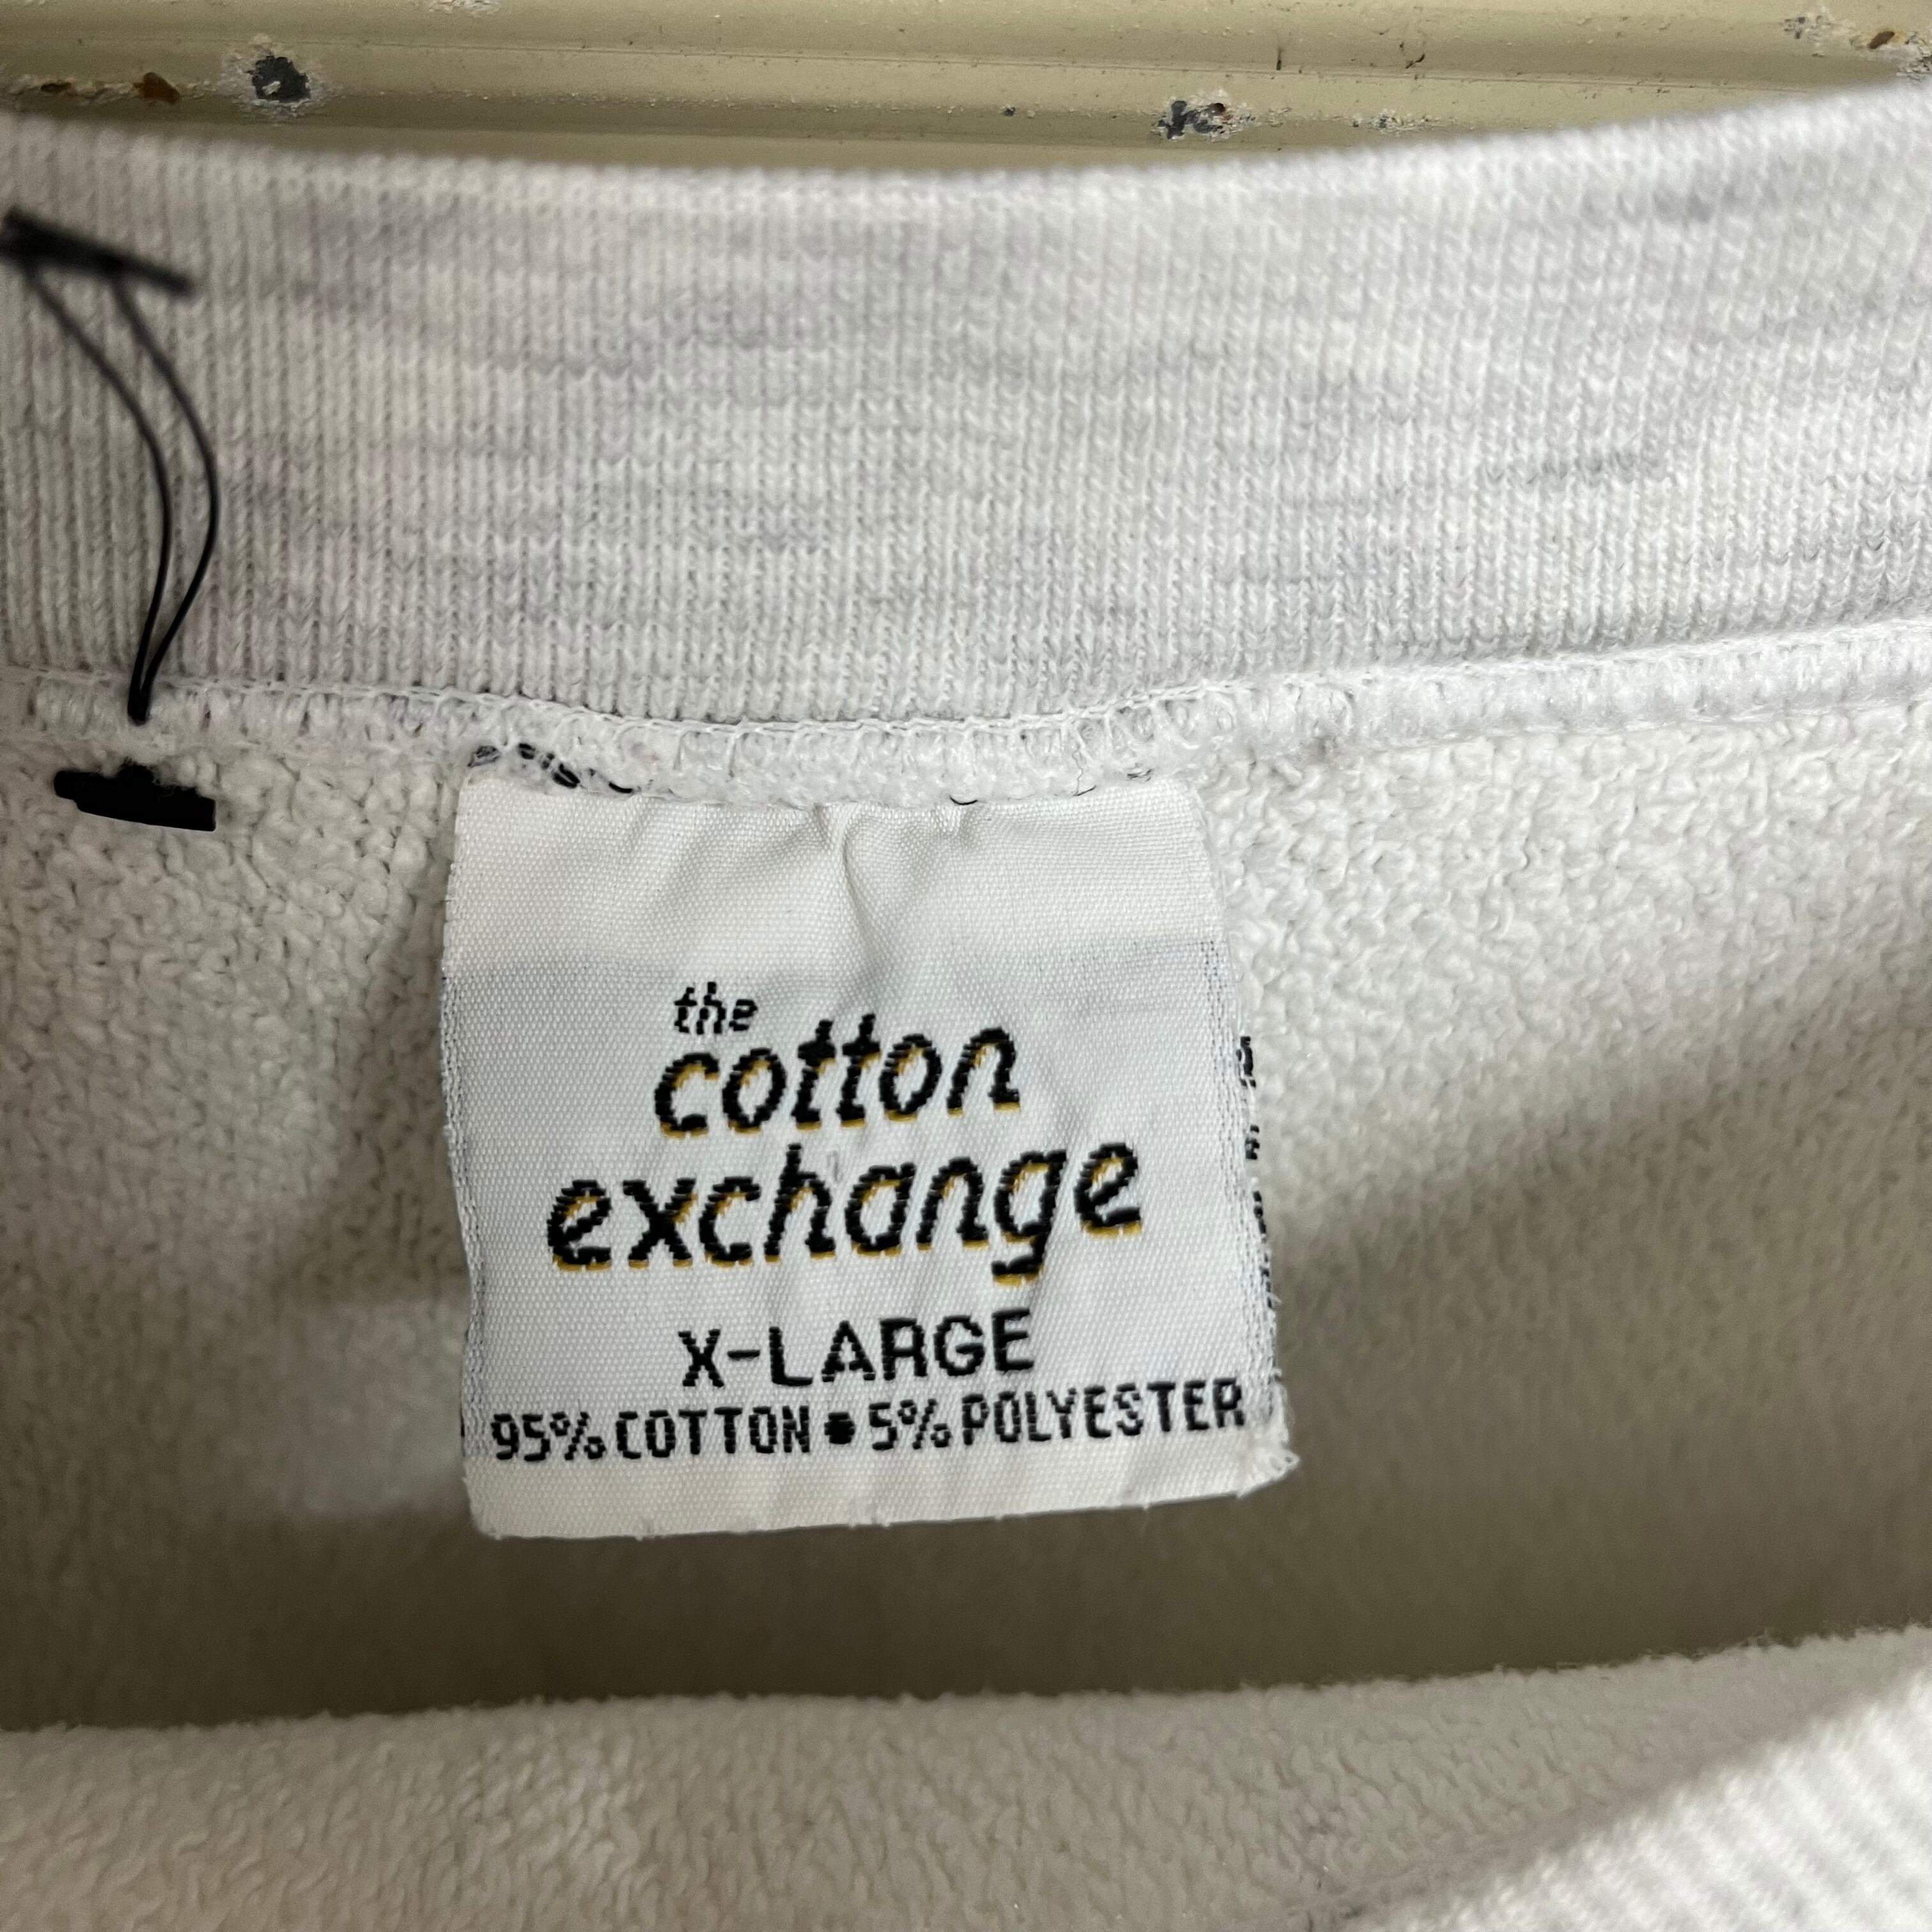 the
cotton
exchange
X-LARGE
95% COTTON • 5% POLYESTER